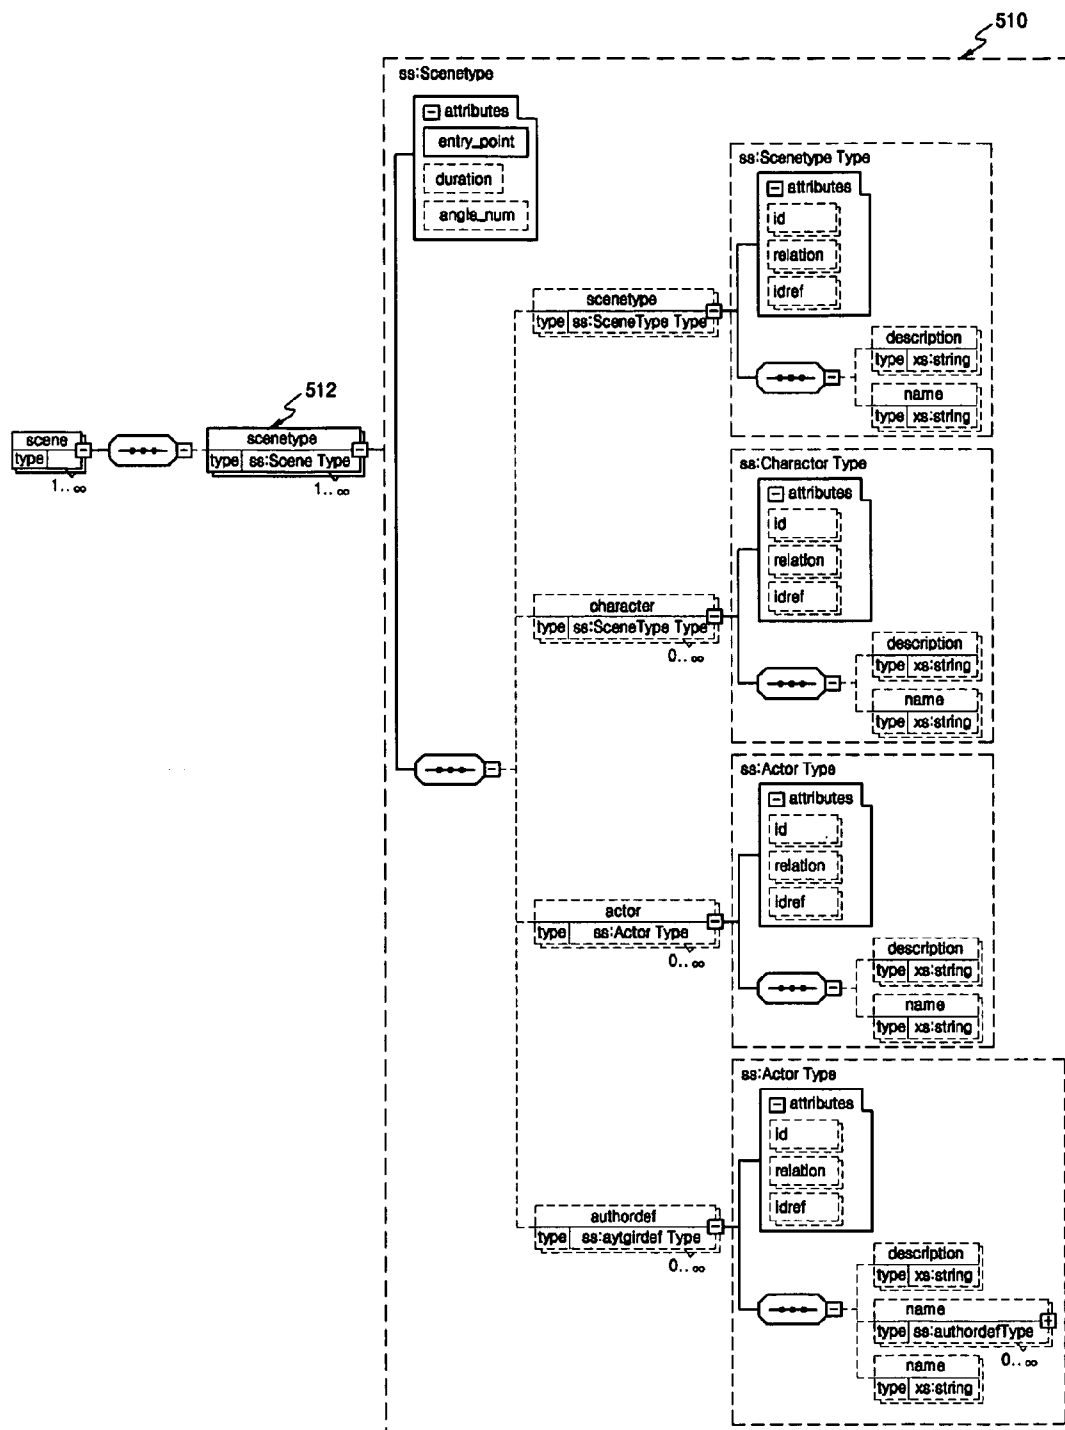 510
ss:Scenetype
attributes
entry_point
duration
angle_num
ss:Scenetype Type
attributes
id
relation
idref
scenetype
type ss:SceneType Type
description
type xs:string
name
type xs:string
512
scene
type
1..∞
scenetype
type ss:Scene Type
1..∞
ss:Charactor Type
attributes
id
relation
idref
character
type ss:SceneType Type
0..∞
description
type xs:string
name
type xs:string
ss:Actor Type
attributes
id
relation
idref
actor
type ss:Actor Type
0..∞
description
type xs:string
name
type xs:string
ss:Actor Type
attributes
id
relation
idref
authordef
type ss:aytgirdef Type
0..∞
description
type xs:string
name
type ss:authordefType
0..∞
name
type xs:string